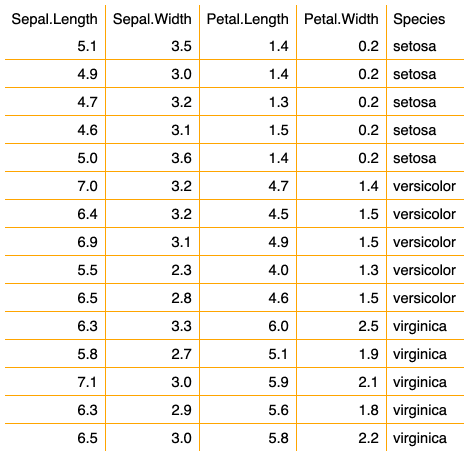 Sepal.Length Sepal.Width Petal.Length Petal.Width Species
5.1 3.5 1.4 0.2 setosa
4.9 3.0 1.4 0.2 setosa
4.7 3.2 1.3 0.2 setosa
4.6 3.1 1.5 0.2 setosa
5.0 3.6 1.4 0.2 setosa
7.0 3.2 4.7 1.4 versicolor
6.4 3.2 4.5 1.5 versicolor
6.9 3.1 4.9 1.5 versicolor
5.5 2.3 4.0 1.3 versicolor
6.5 2.8 4.6 1.5 versicolor
6.3 3.3 6.0 2.5 virginica
5.8 2.7 5.1 1.9 virginica
7.1 3.0 5.9 2.1 virginica
6.3 2.9 5.6 1.8 virginica
6.5 3.0 5.8 2.2 virginica